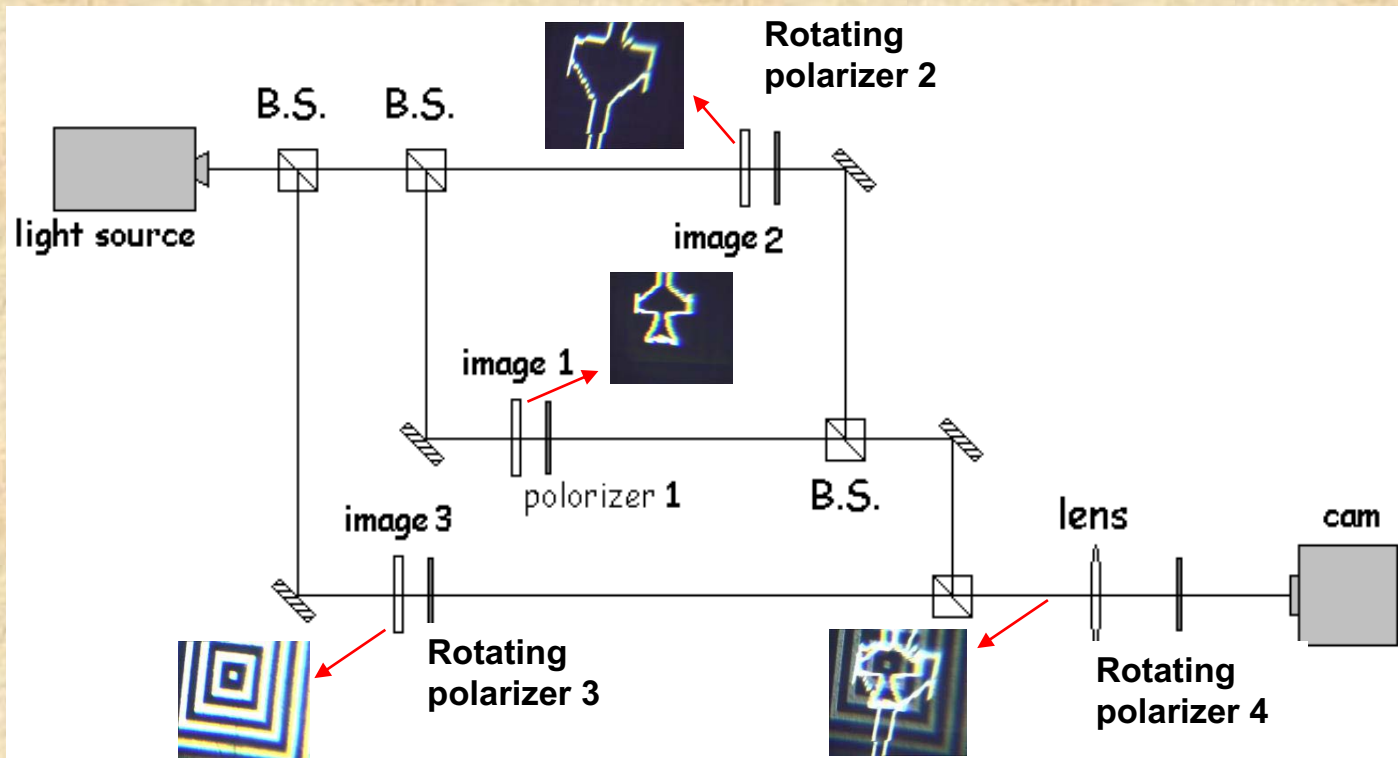 Rotating
polarizer 2
B.S.
B.S.
light source
image 2
image 1
polorizer 1
B.S.
image 3
lens
cam
Rotating
polarizer 3
Rotating
polarizer 4